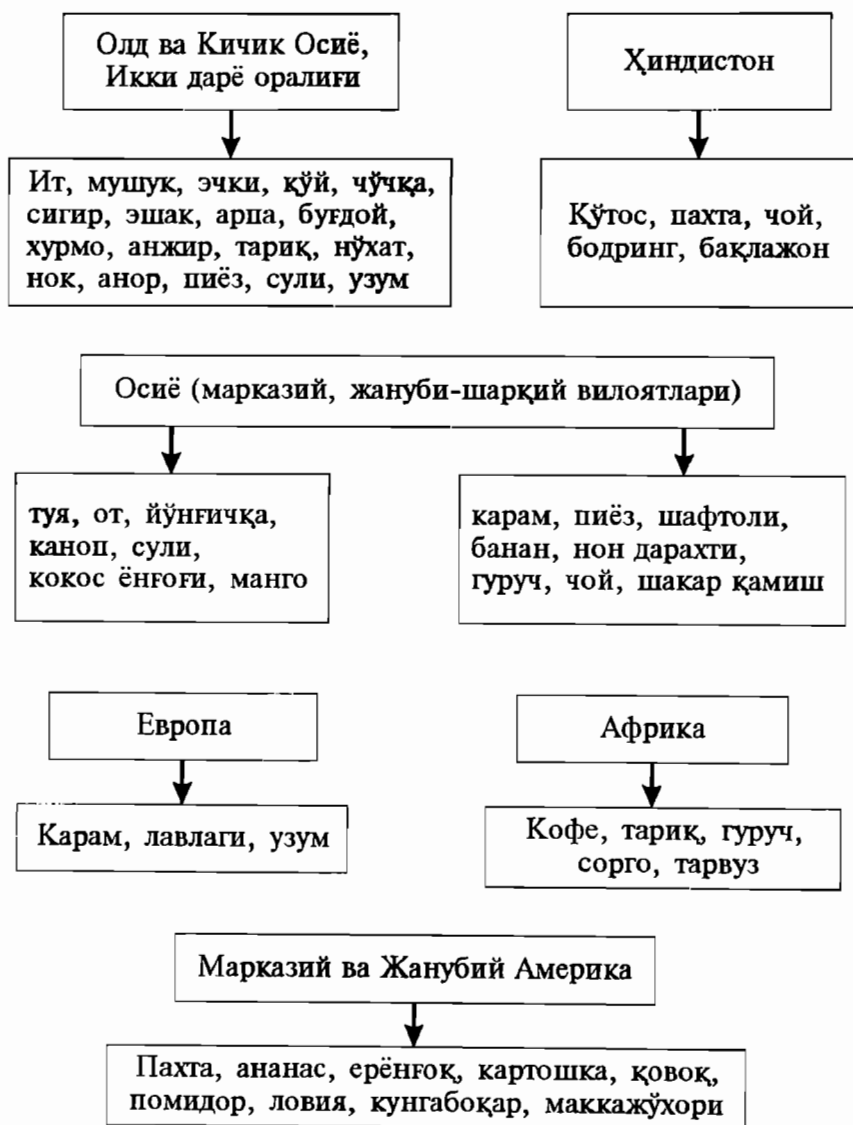 Олд ва Кичик Осиё,
Икки дарё оралиғи
Ҳиндистон
Ит, мушук, эчки, қўй, чўчқа,
сигир, эшак, арпа, буғдой,
хурмо, анжир, тариқ, нўхат,
нок, анор, пиёз, сули, узум
Қўтос, пахта, чой,
бодринг, бақлажон
Осиё (марказий, жануби-шарқий вилоятлари)
туя, от, йўнғичқа,
каноп, сули,
кокос ёнғоғи, манго
карам, пиёз, шафтоли,
банан, нон дарахти,
гуруч, чой, шакар қамиш
Европа
Африка
Карам, лавлаги, узум
Кофе, тариқ, гуруч,
сорго, тарвуз
Марказий ва Жанубий Америка
Пахта, ананас, ерёнғоқ, картошка, қовоқ,
помидор, ловия, кунгабоқар, маккажўхори